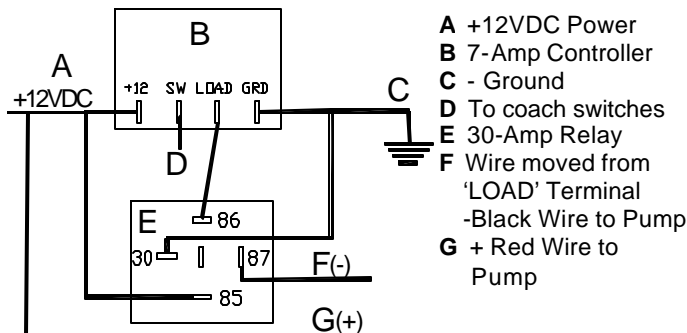 A
+12VDC
B
+12 SW LOAD GRD
C
D
E
86
30
87
85
F(-)
G(+)
A +12VDC Power
B 7-Amp Controller
C - Ground
D To coach switches
E 30-Amp Relay
F Wire moved from
'LOAD' Terminal
-Black Wire to Pump
G + Red Wire to
Pump